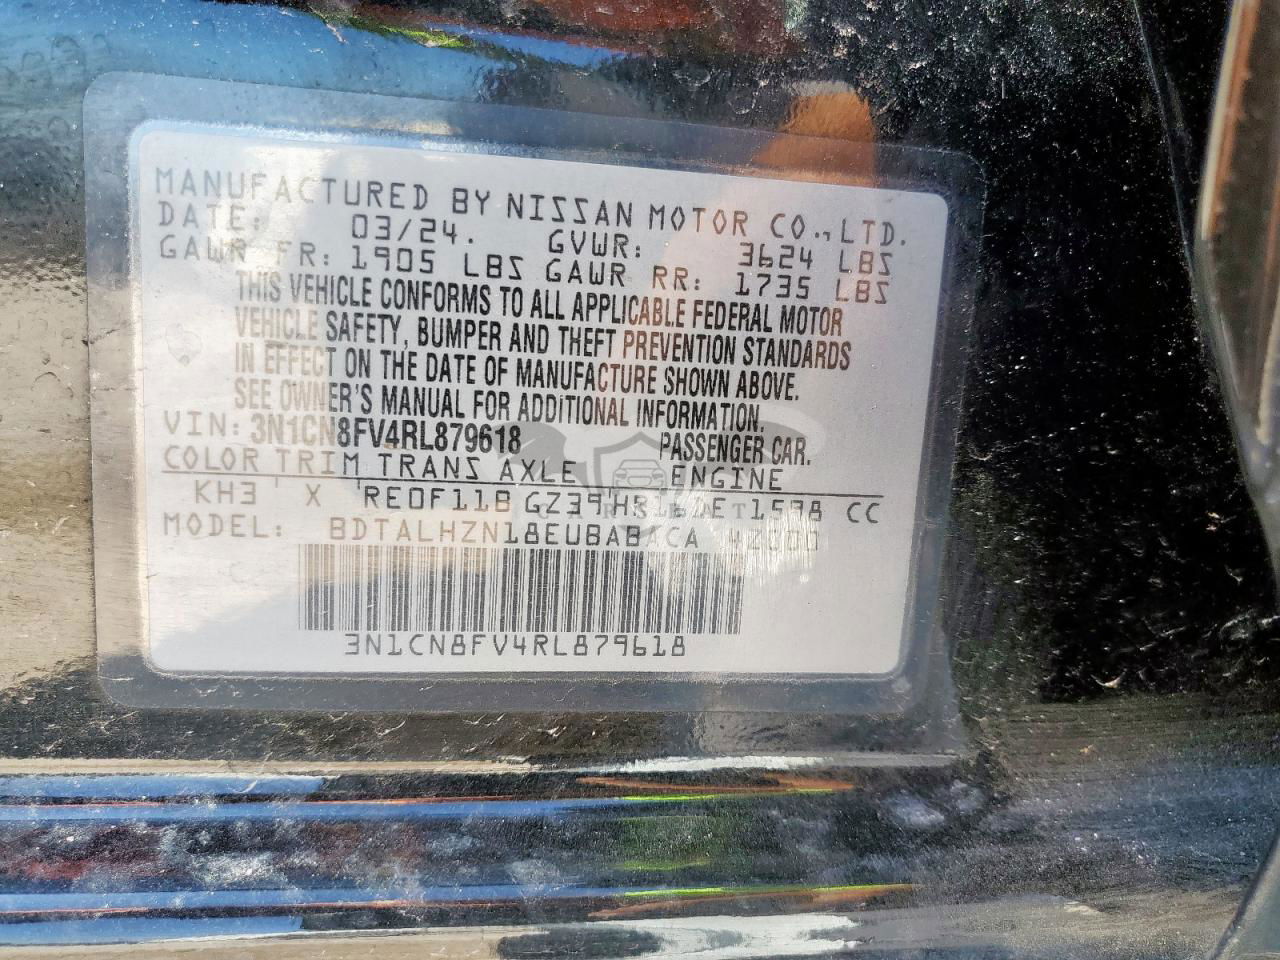 MANUFACTURED BY NISSAN MOTOR CO.,LTD.
DATE: 03/24. GVWR: 3624 LBS
GAWR FR: 1905 LBS GAWR RR: 1735 LBS
THIS VEHICLE CONFORMS TO ALL APPLICABLE FEDERAL MOTOR
VEHICLE SAFETY, BUMPER AND THEFT PREVENTION STANDARDS
IN EFFECT ON THE DATE OF MANUFACTURE SHOWN ABOVE.
SEE OWNER'S MANUAL FOR ADDITIONAL INFORMATION.
VIN: 3N1CN8FV4RL879618 PASSENGER CAR.
COLOR TRIM TRANS AXLE ENGINE
KH3 X RE0F11B GZ39 CC
MODEL: BDTALHZN18EUBABACA
3N1CN8FV4RL879618